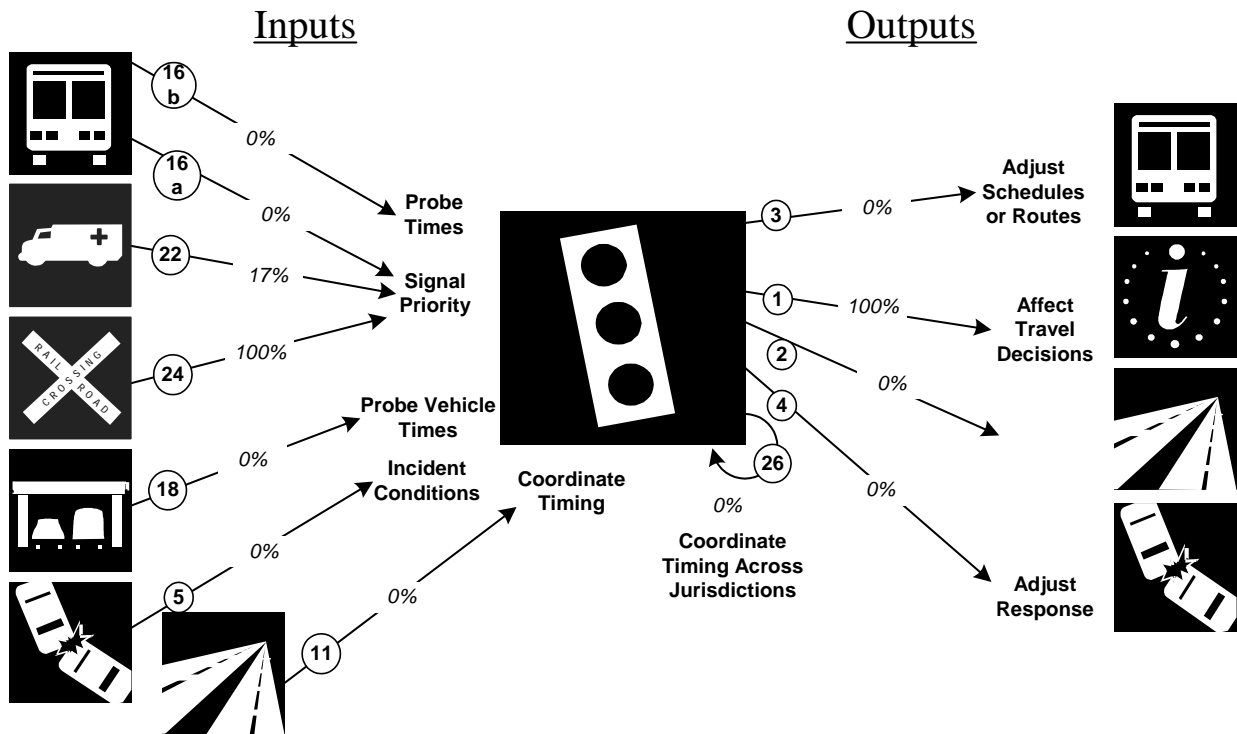 Inputs
Outputs
16
b
0%
16
a
0%
Probe
Times
22
17%
Signal
Priority
RAIL ROAD
CROSSING
24
100%
Probe Vehicle
Times
18
0%
Incident
Conditions
5
0%
11
0%
Coordinate
Timing
3
0%
Adjust
Schedules
or Routes
1
100%
Affect
Travel
Decisions
i
2
0%
4
0%
Adjust
Response
26
0%
Coordinate
Timing Across
Jurisdictions